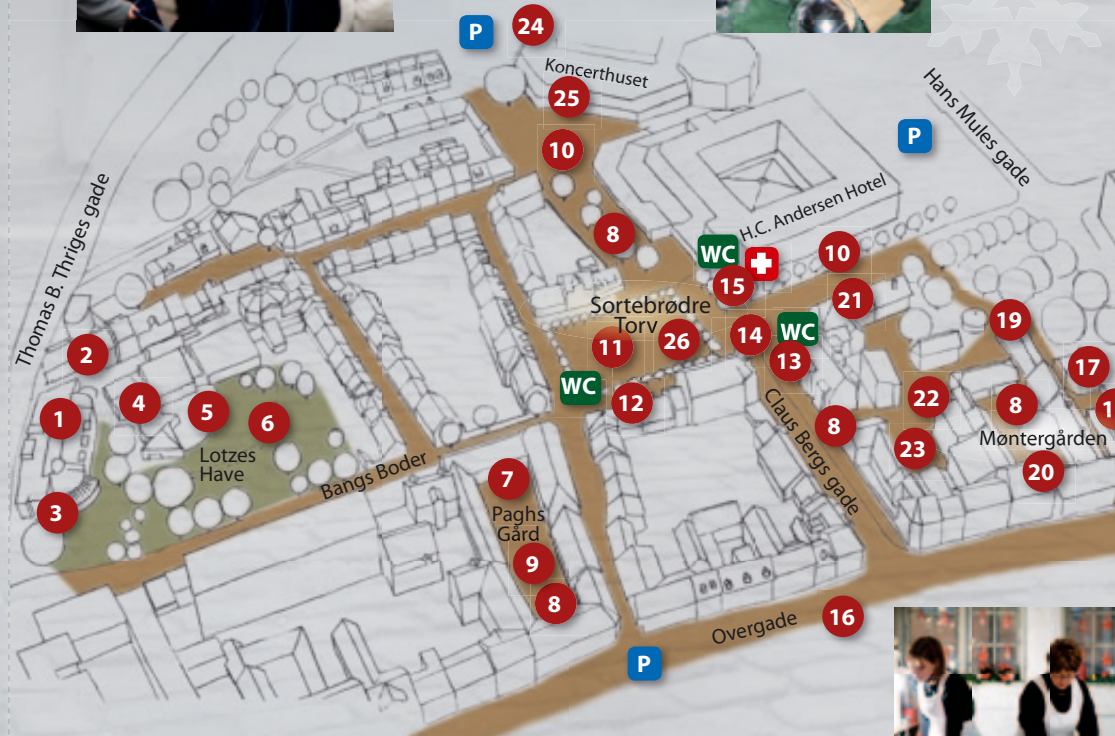 24
P
Koncerthuset
25
Hans Mules gade
10
P
Thomas B. Thriges gade
H.C. Andersen Hotel
8
WC
10
15
21
Sortebrødre
Torv
26
11
14
WC
13
19
2
17
WC
12
22
8
1
4
5
6
Claus Bergs gade
8
Møntergården
23
20
Lotzes
Have
Bangs Boder
7
3
Paghs
Gård
9
8
16
Overgade
P